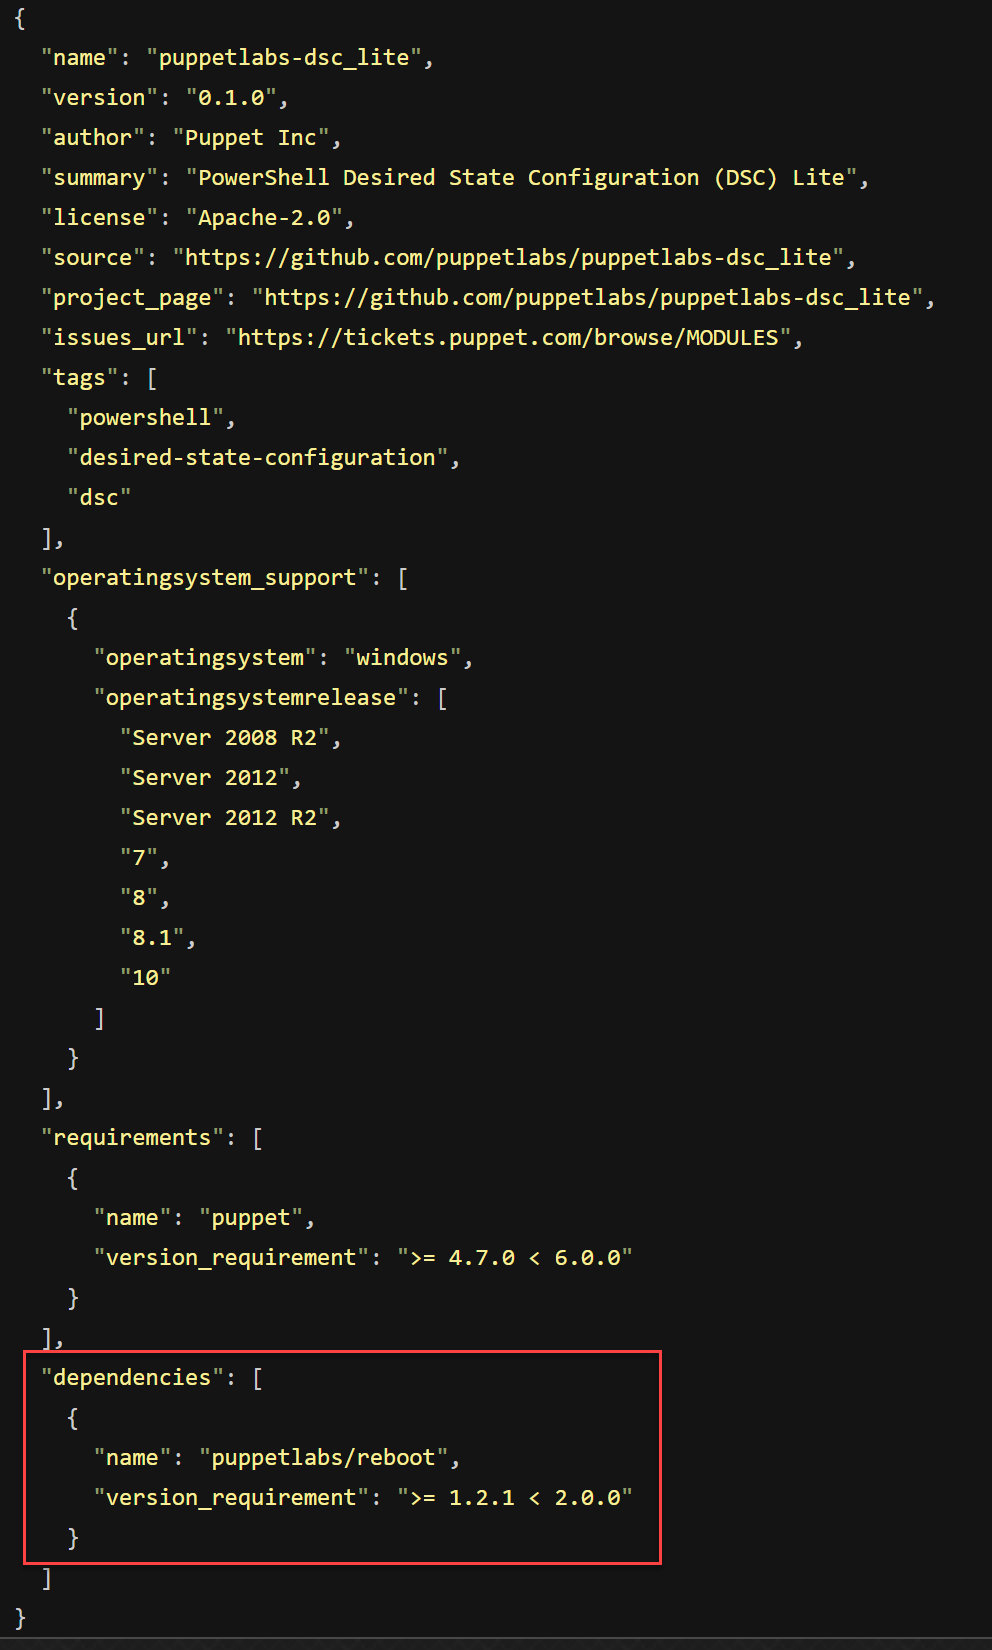 {
  "name": "puppetlabs-dsc_lite",
  "version": "0.1.0",
  "author": "Puppet Inc",
  "summary": "PowerShell Desired State Configuration (DSC) Lite",
  "license": "Apache-2.0",
  "source": "https://github.com/puppetlabs/puppetlabs-dsc_lite",
  "project_page": "https://github.com/puppetlabs/puppetlabs-dsc_lite",
  "issues_url": "https://tickets.puppet.com/browse/MODULES",
  "tags": [
    "powershell",
    "desired-state-configuration",
    "dsc"
  ],
  "operatingsystem_support": [
    {
      "operatingsystem": "windows",
      "operatingsystemrelease": [
        "Server 2008 R2",
        "Server 2012",
        "Server 2012 R2",
        "7",
        "8",
        "8.1",
        "10"
      ]
    }
  ],
  "requirements": [
    {
      "name": "puppet",
      "version_requirement": ">= 4.7.0 < 6.0.0"
    }
  ],
  "dependencies": [
    {
      "name": "puppetlabs/reboot",
      "version_requirement": ">= 1.2.1 < 2.0.0"
    }
  ]
}